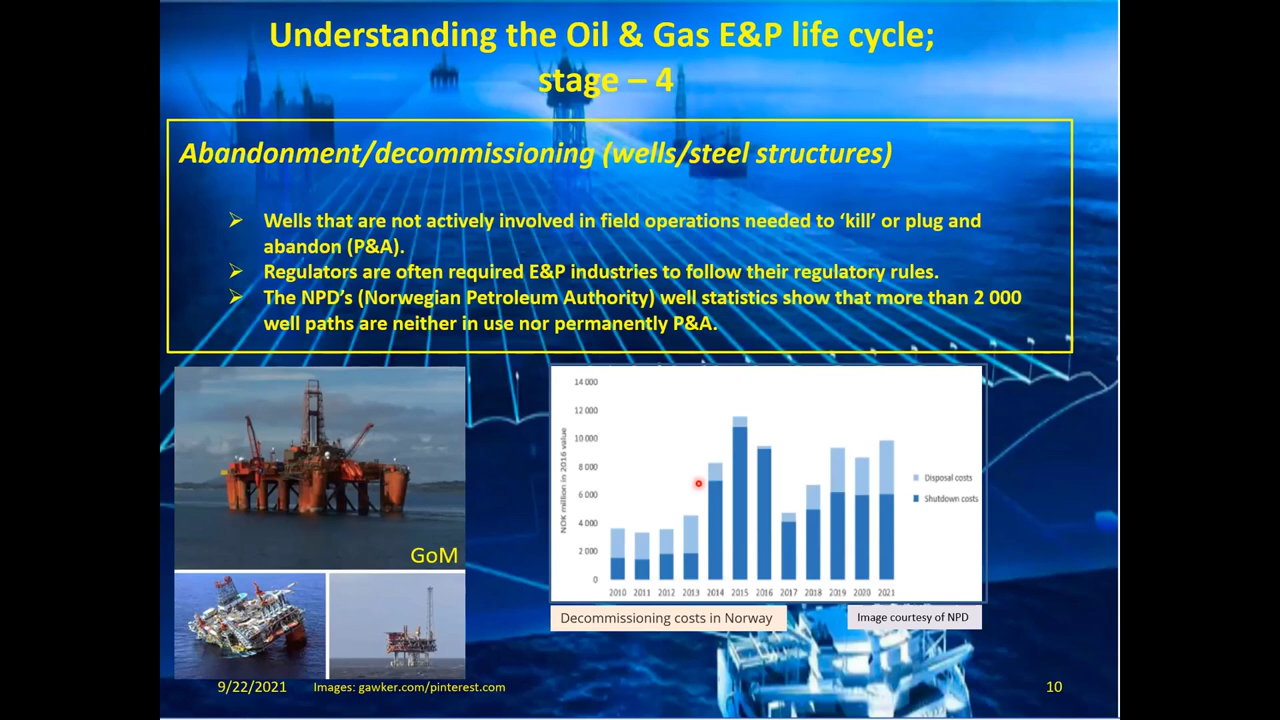 Understanding the Oil & Gas E&P life cycle;
stage – 4
Abandonment/decommissioning (wells/steel structures)
➢ Wells that are not actively involved in field operations needed to ‘kill’ or plug and
abandon (P&A).
➢ Regulators are often required E&P industries to follow their regulatory rules.
➢ The NPD’s (Norwegian Petroleum Authority) well statistics show that more than 2 000
well paths are neither in use nor permanently P&A.
GoM
NOK million in 2016 value
14 000
12 000
10 000
8 000
6 000
4 000
2 000
0
2010 2011 2012 2013 2014 2015 2016 2017 2018 2019 2020 2021
Disposal costs
Shutdown costs
Decommissioning costs in Norway
Image courtesy of NPD
9/22/2021
Images: gawker.com/pinterest.com
10